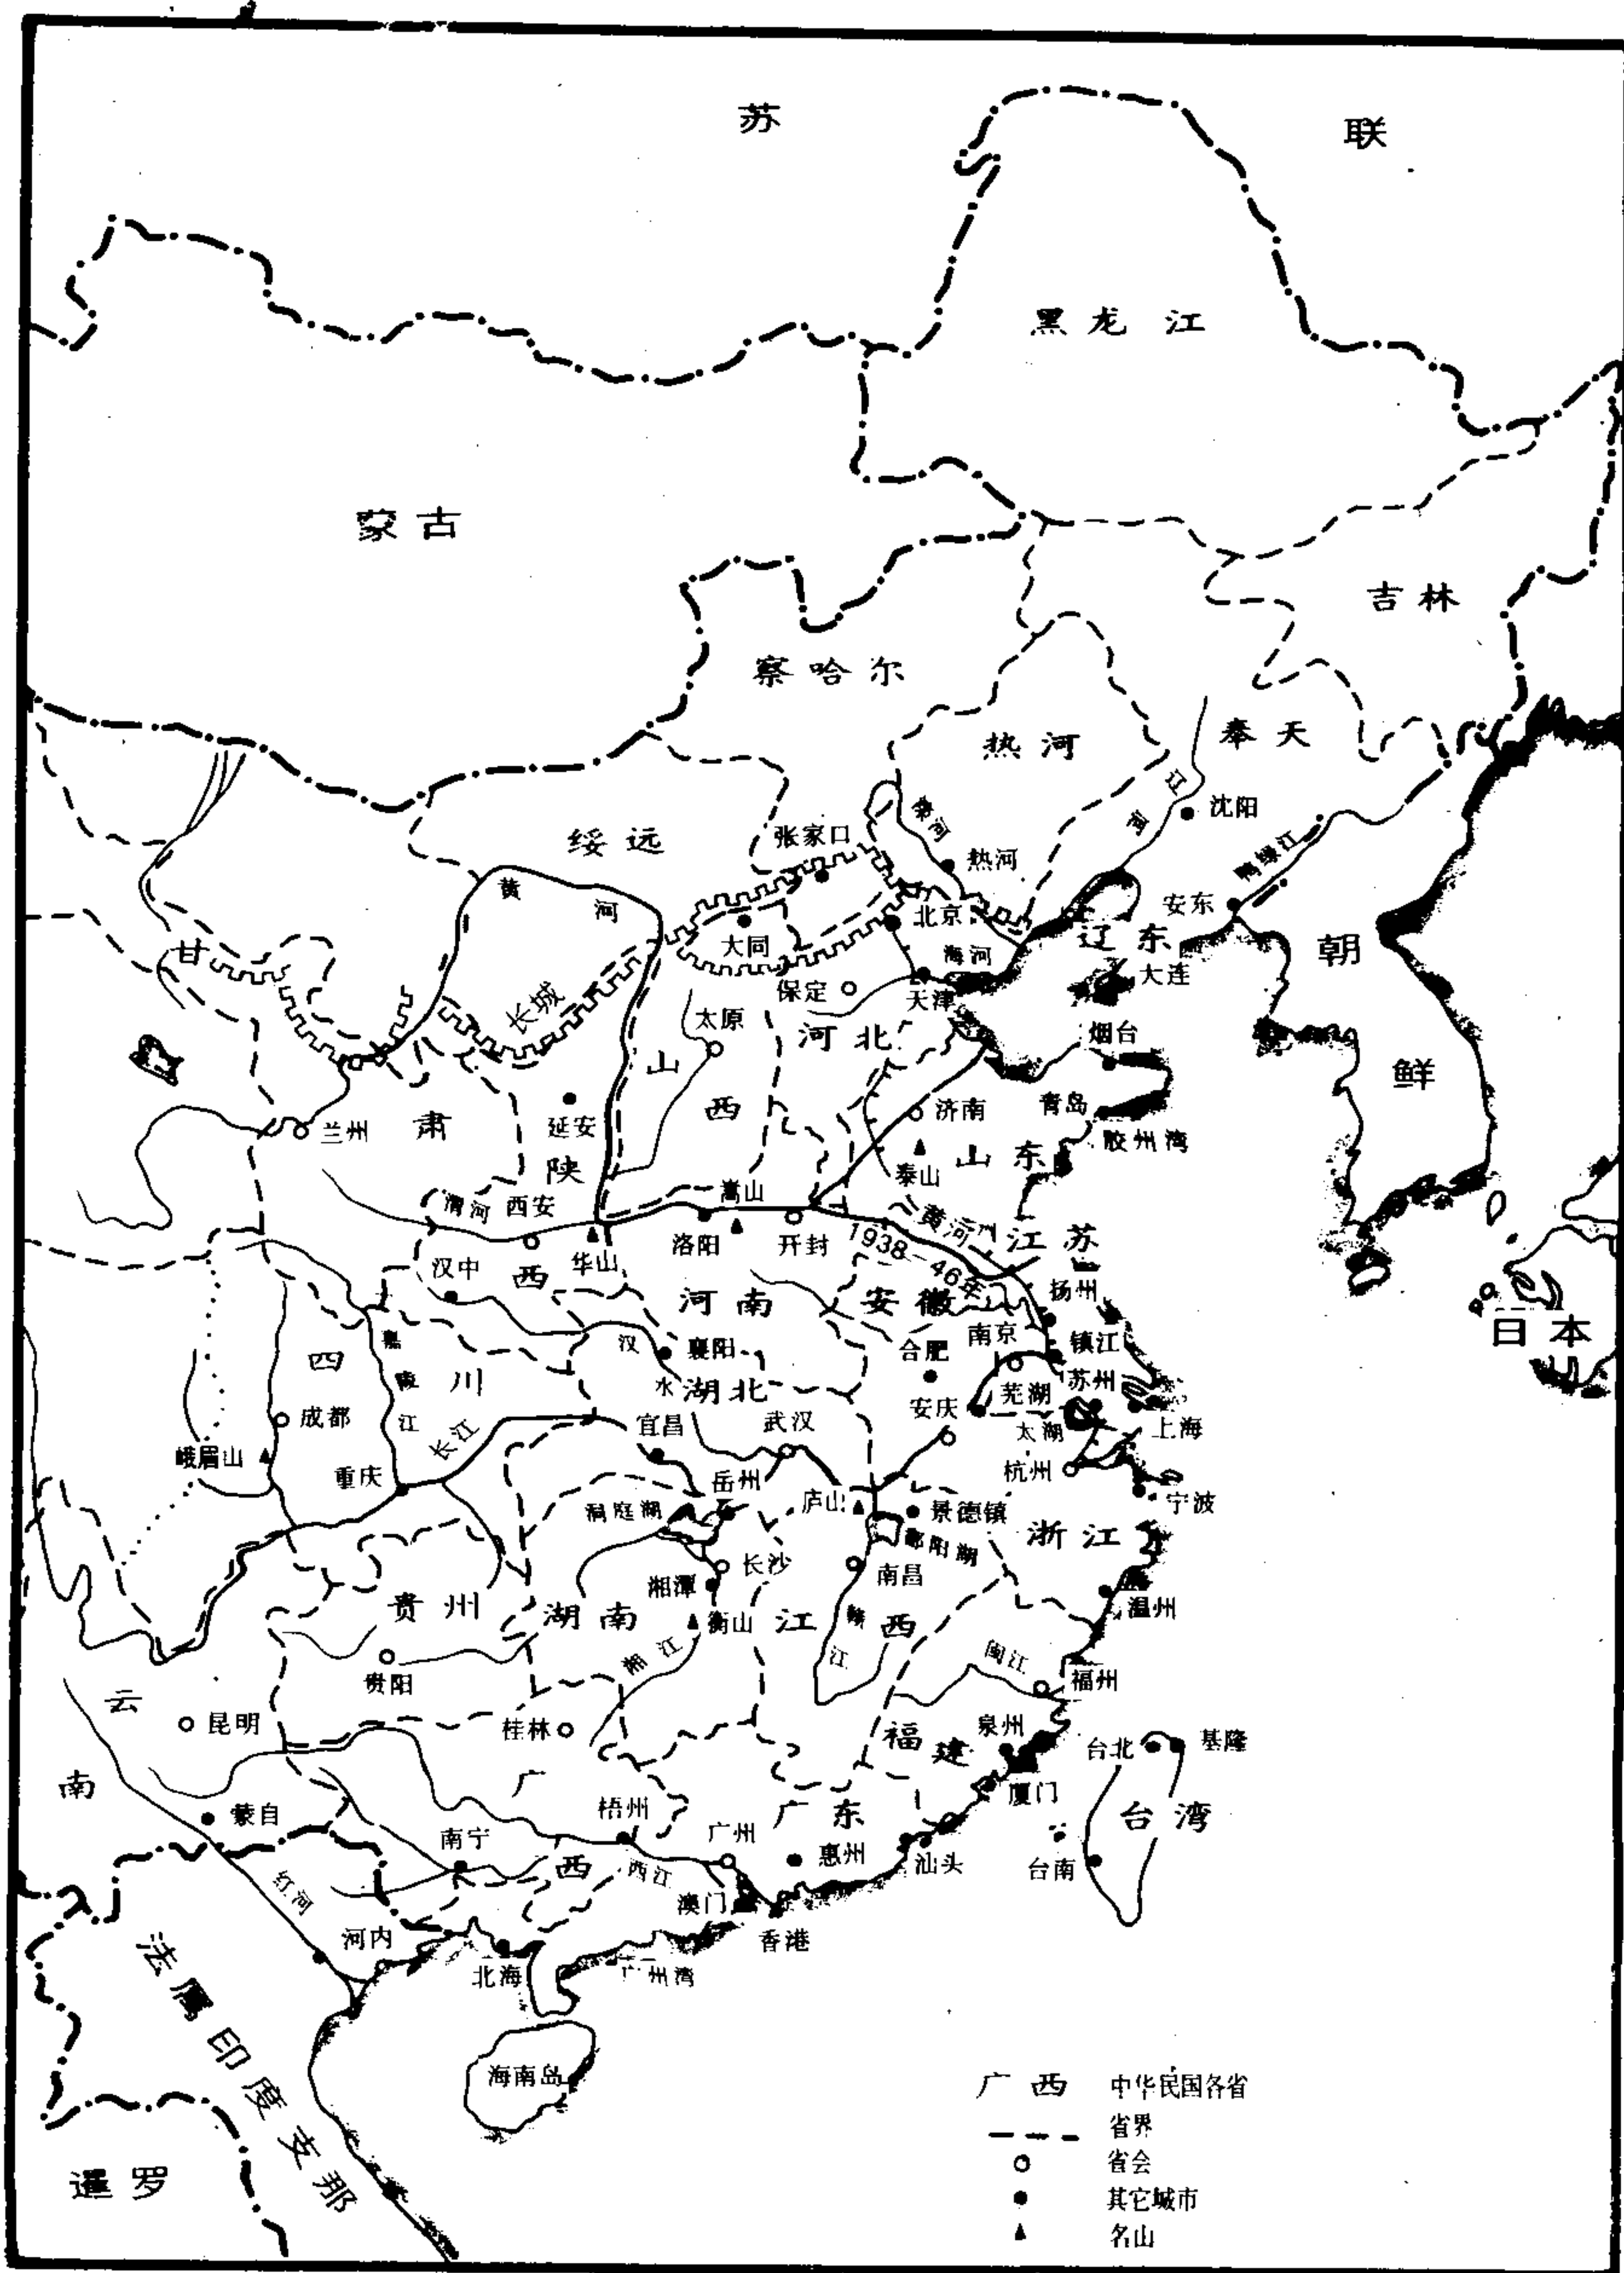 苏 联
黑龙江
蒙古
吉林
察哈尔
热河
奉天
辽河
沈阳
绥远
张家口
热河
鸭绿江
黄河
安东
北京
辽东
甘肃
大同
海河
朝鲜
大连
保定
天津
长城
太原
河北
烟台
山西
青岛
济南
兰州
延安
胶州湾
陕西
泰山
山东
嵩山
渭河
西安
黄河
江苏
洛阳
开封
1938—46年
华山
汉中
扬州
河南
安徽
南京
日本
镇江
嘉陵江
汉水
襄阳
合肥
四川
湖北
芜湖
苏州
成都
安庆
太湖
上海
长江
宜昌
武汉
峨眉山
杭州
重庆
岳州
庐山
宁波
洞庭湖
景德镇
浙江
鄱阳湖
长沙
南昌
湘潭
贵州
湖南
衡山
江西
赣江
温州
湘江
闽江
贵阳
福州
云南
昆明
桂林
泉州
福建
台北
基隆
广西
厦门
梧州
广东
台湾
蒙自
南宁
广州
惠州
汕头
台南
西江
红河
澳门
河内
香港
北海
广州湾
法属印度支那
海南岛
暹罗
广西 中华民国各省
省界
省会
其它城市
名山